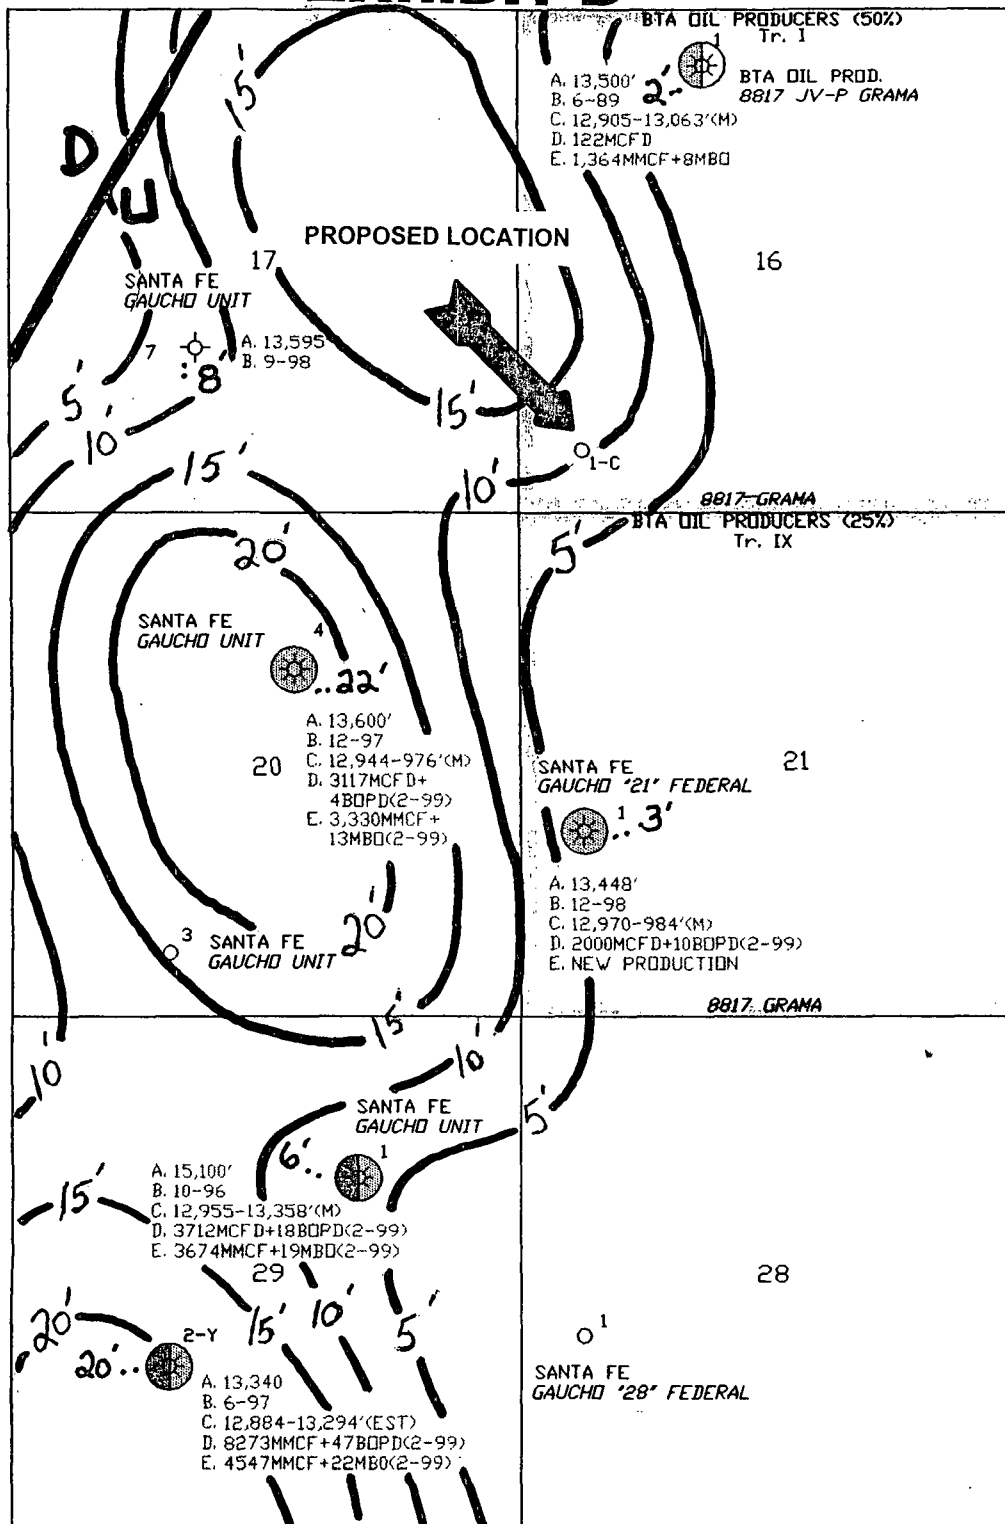 BTA OIL PRODUCERS (50%)
Tr. I
1
2'
BTA OIL PROD.
8817 JV-P GRAMA
A. 13,500'
B. 6-89
C. 12,905-13,063'(M)
D. 122MCFD
E. 1,364MMCF+8MBO
15'
D
U
PROPOSED LOCATION
17
16
SANTA FE
GAUCHO UNIT
7
: 8'
A. 13,595
B. 9-98
5'
10'
15'
15'
10'
1-C
8817 GRAMA
BTA OIL PRODUCERS (25%)
Tr. IX
5'
20'
SANTA FE
GAUCHO UNIT
4
..22'
A. 13,600'
B. 12-97
C. 12,944-976'(M)
D. 3117MCFD+
4BOPD(2-99)
E. 3,330MMCF+
13MBO(2-99)
20
21
SANTA FE
GAUCHO "21" FEDERAL
1
..3'
A. 13,448'
B. 12-98
C. 12,970-984'(M)
D. 2000MCFD+10BOPD(2-99)
E. NEW PRODUCTION
3
SANTA FE
GAUCHO UNIT
20'
8817 GRAMA
15'
10'
10'
5'
SANTA FE
GAUCHO UNIT
6'..
1
A. 15,100'
B. 10-96
C. 12,955-13,358'(M)
D. 3712MCFD+18BOPD(2-99)
E. 3674MMCF+19MBO(2-99)
15'
29
28
20'
20'..
2-Y
15'
10'
5'
1
SANTA FE
GAUCHO "28" FEDERAL
A. 13,340
B. 6-97
C. 12,884-13,294'(EST)
D. 8273MMCF+47BOPD(2-99)
E. 4547MMCF+22MBO(2-99)